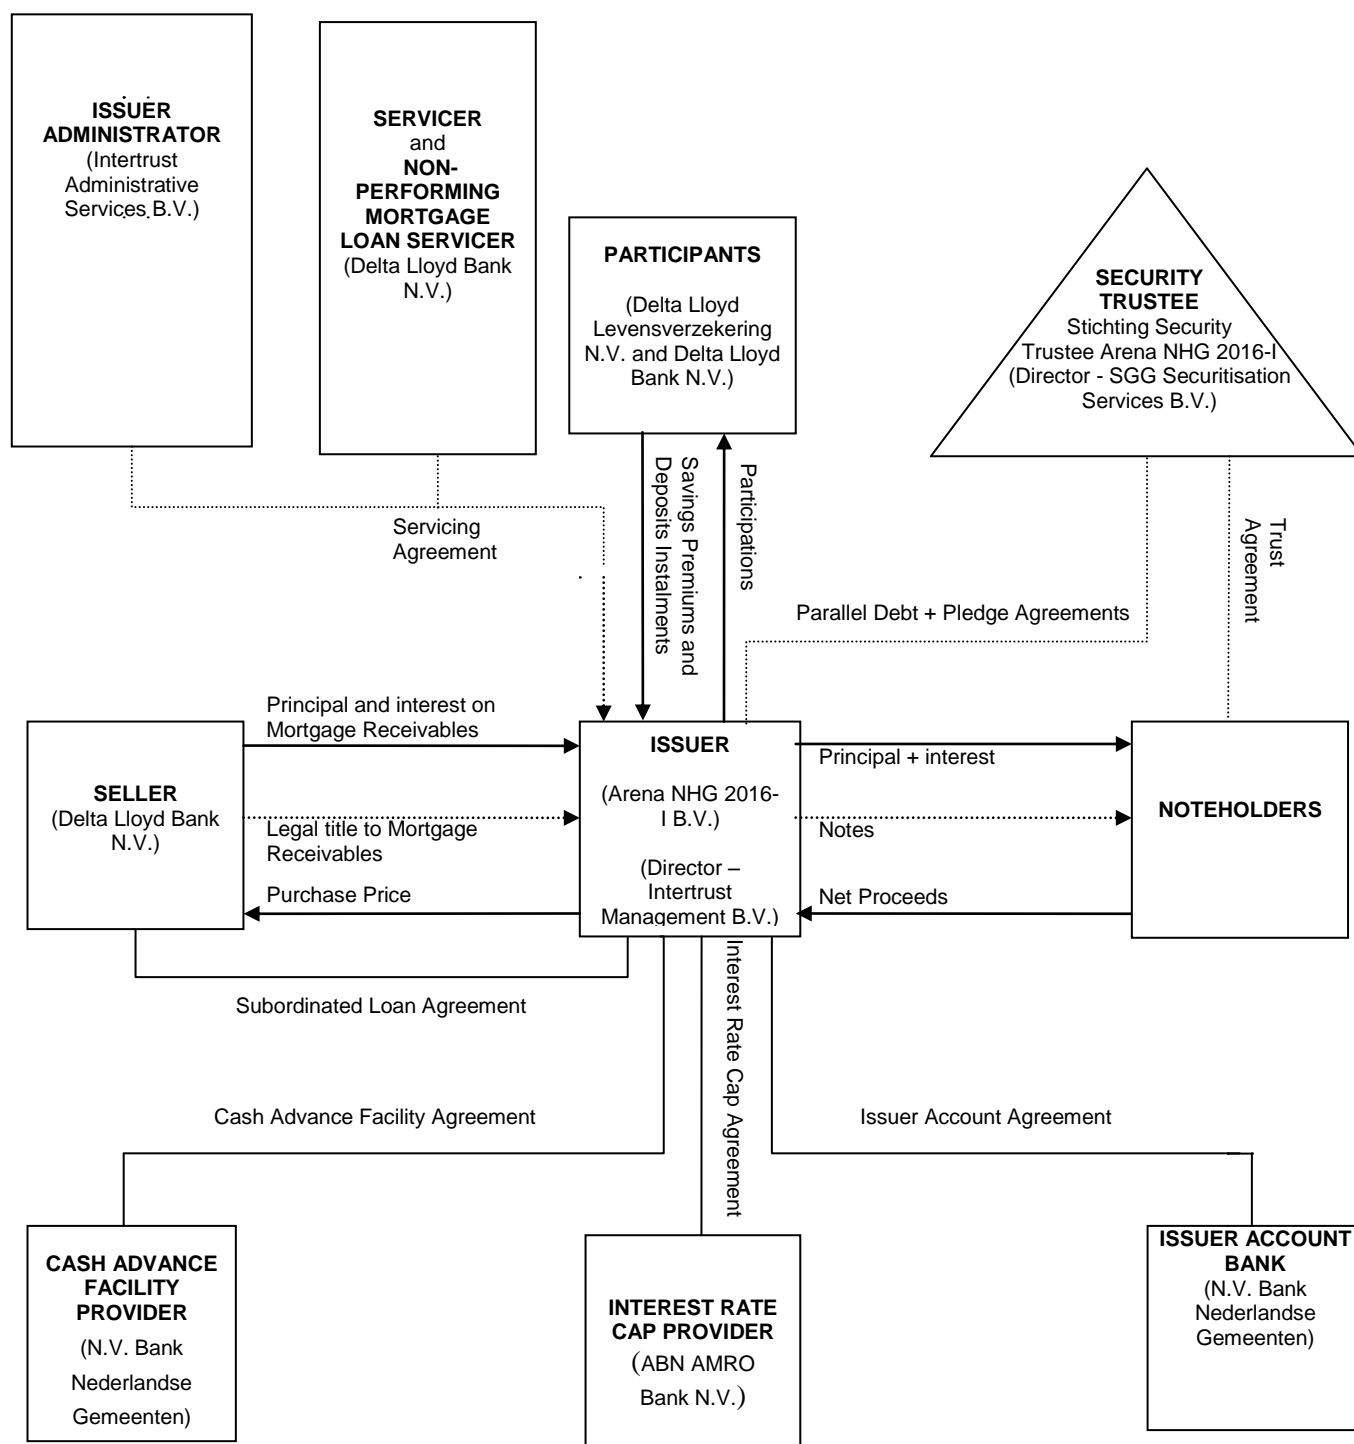 ISSUER
ADMINISTRATOR
(Intertrust
Administrative
Services B.V.)
SERVICER
and
NON-
PERFORMING
MORTGAGE
LOAN SERVICER
(Delta Lloyd Bank
N.V.)
PARTICIPANTS
(Delta Lloyd
Levensverzekering
N.V. and Delta Lloyd
Bank N.V.)
SECURITY
TRUSTEE
Stichting Security
Trustee Arena NHG 2016-I
(Director - SGG Securitisation
Services B.V.)
Servicing
Agreement
Savings Premiums and
Deposits Instalments
Participations
Trust
Agreement
Parallel Debt + Pledge Agreements
Principal and interest on
Mortgage Receivables
SELLER
(Delta Lloyd Bank
N.V.)
Legal title to Mortgage
Receivables
Purchase Price
ISSUER
(Arena NHG 2016-
I B.V.)
(Director –
Intertrust
Management B.V.)
Principal + interest
Notes
Net Proceeds
NOTEHOLDERS
Subordinated Loan Agreement
Interest Rate Cap Agreement
Cash Advance Facility Agreement
Issuer Account Agreement
CASH ADVANCE
FACILITY
PROVIDER
(N.V. Bank
Nederlandse
Gemeenten)
INTEREST RATE
CAP PROVIDER
(ABN AMRO
Bank N.V.)
ISSUER ACCOUNT
BANK
(N.V. Bank
Nederlandse
Gemeenten)